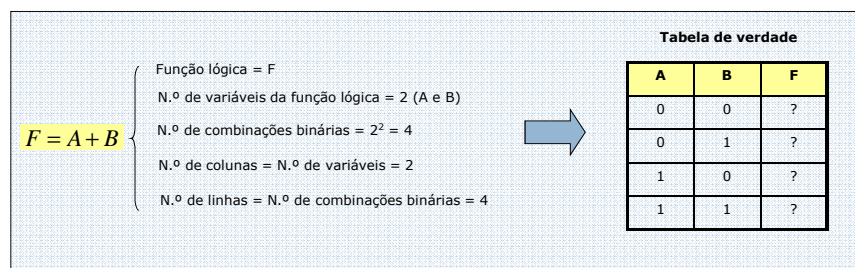 Tabela de verdade
Função lógica = F
N.º de variáveis da função lógica = 2 (A e B)
F = A + B
N.º de combinações binárias = 2² = 4
N.º de colunas = N.º de variáveis = 2
N.º de linhas = N.º de combinações binárias = 4
A B F
0 0 ?
0 1 ?
1 0 ?
1 1 ?